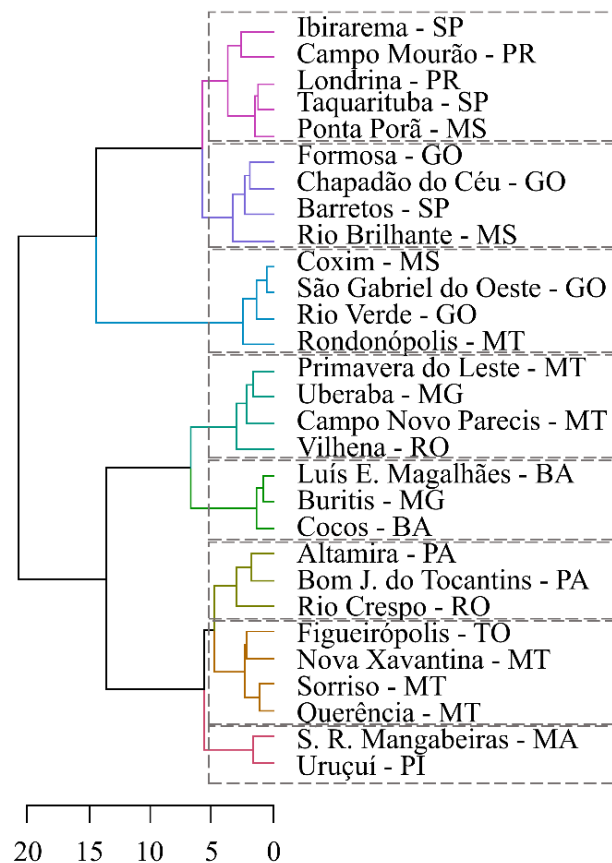 Ibirarema - SP
Campo Mourão - PR
Londrina - PR
Taquarituba - SP
Ponta Porã - MS
Formosa - GO
Chapadão do Céu - GO
Barretos - SP
Rio Brilhante - MS
Coxim - MS
São Gabriel do Oeste - GO
Rio Verde - GO
Rondonópolis - MT
Primavera do Leste - MT
Uberaba - MG
Campo Novo Parecis - MT
Vilhena - RO
Luís E. Magalhães - BA
Buritis - MG
Cocos - BA
Altamira - PA
Bom J. do Tocantins - PA
Rio Crespo - RO
Figueirópolis - TO
Nova Xavantina - MT
Sorriso - MT
Querência - MT
S. R. Mangabeiras - MA
Uruçuí - PI
20 15 10 5 0